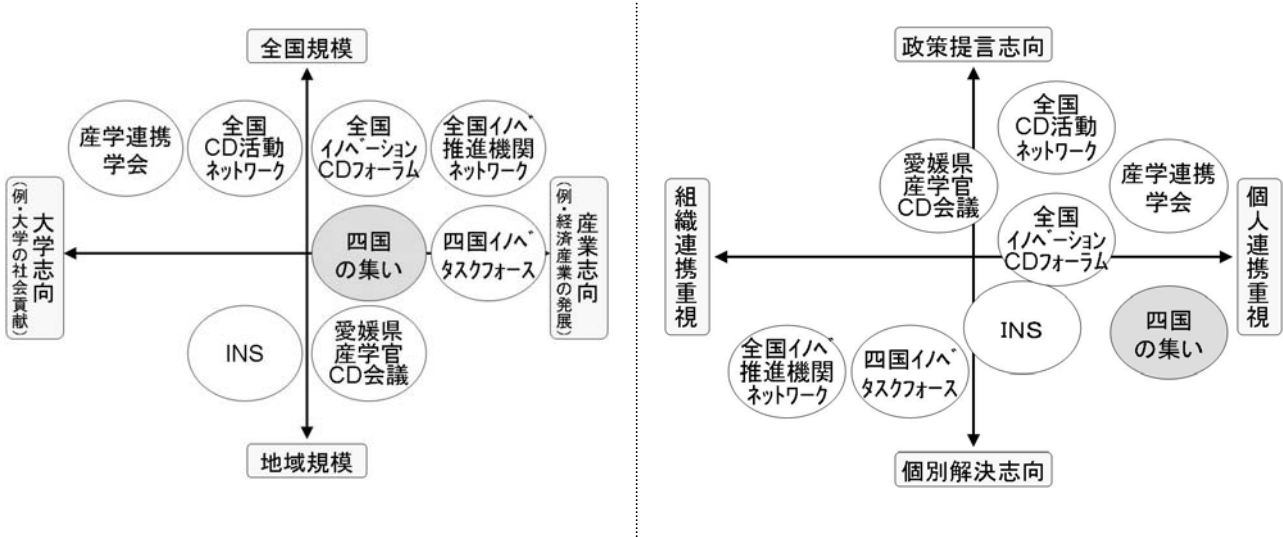 全国規模
産学連携
学会
全国
CD活動
ネットワーク
全国
イノベーション
CDフォーラム
全国イノベ
推進機関
ネットワーク
大学志向
(例・大学の社会貢献)
産業志向
(例・経済産業の発展)
四国
の集い
四国イノベ
タスクフォース
INS
愛媛県
産学官
CD会議
地域規模
政策提言志向
全国
CD活動
ネットワーク
愛媛県
産学官
CD会議
産学連携
学会
組織連携重視
個人連携重視
全国
イノベーション
CDフォーラム
INS
四国
の集い
全国イノベ
推進機関
ネットワーク
四国イノベ
タスクフォース
個別解決志向